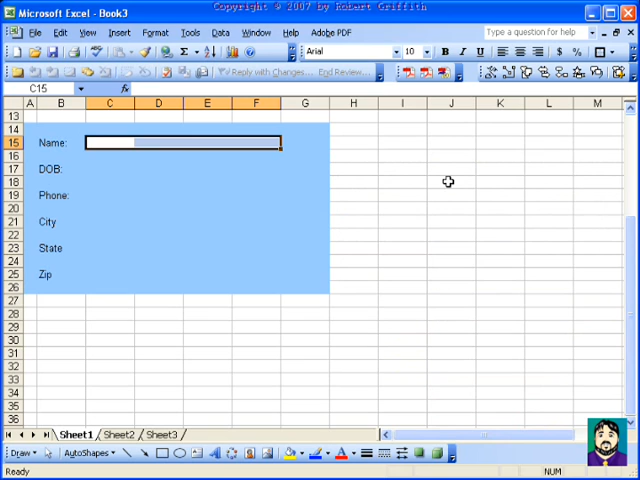 Copyright © 2007 by Robert Griffith
Microsoft Excel - Book3
File Edit View Insert Format Tools Data Window Help Adobe PDF
Type a question for help
Arial 10 B I U $ %
Reply with Changes... End Review...
C15 fx
A B C D E F G H I J K L M
13
14
15 Name:
16
17 DOB:
18
19 Phone:
20
21 City
22
23 State
24
25 Zip
26
27
28
29
30
31
32
33
34
35
36
Sheet1 Sheet2 Sheet3
Draw AutoShapes
Ready NUM